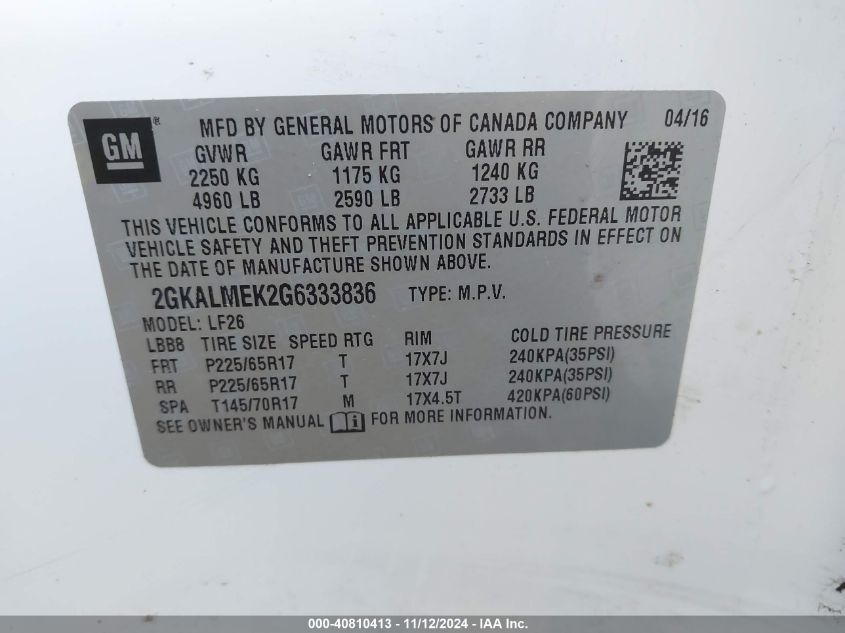 GM ®
MFD BY GENERAL MOTORS OF CANADA COMPANY 04/16
GVWR GAWR FRT GAWR RR
2250 KG 1175 KG 1240 KG
4960 LB 2590 LB 2733 LB
THIS VEHICLE CONFORMS TO ALL APPLICABLE U.S. FEDERAL MOTOR
VEHICLE SAFETY AND THEFT PREVENTION STANDARDS IN EFFECT ON
THE DATE OF MANUFACTURE SHOWN ABOVE.
2GKALMEK2G6333836 TYPE: M.P.V.
MODEL: LF26
LBB8 TIRE SIZE SPEED RTG RIM COLD TIRE PRESSURE
FRT P225/65R17 T 17X7J 240KPA(35PSI)
RR P225/65R17 T 17X7J 240KPA(35PSI)
SPA T145/70R17 M 17X4.5T 420KPA(60PSI)
SEE OWNER'S MANUAL FOR MORE INFORMATION.
000-40810413 - 11/12/2024 - IAA Inc.